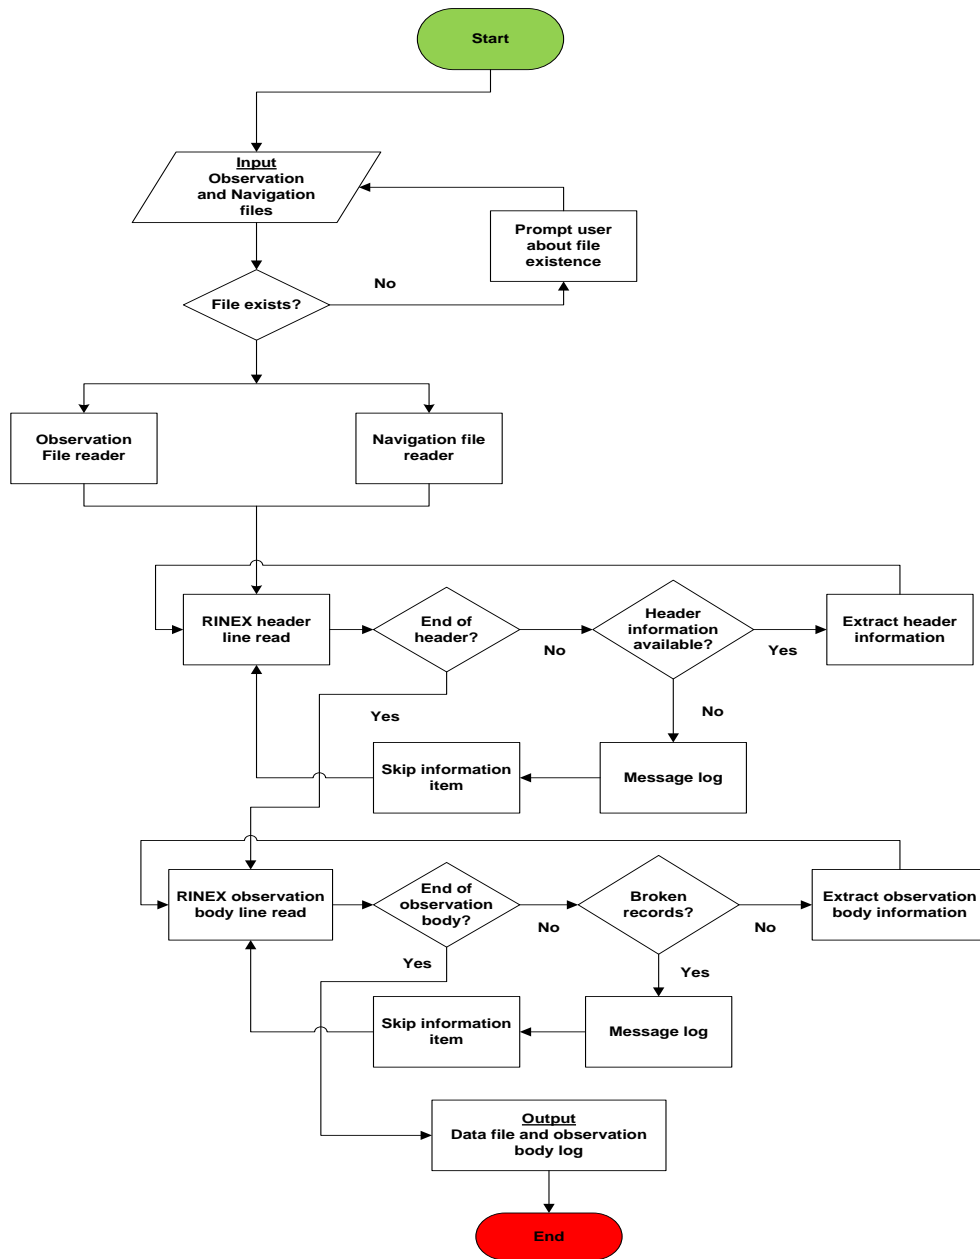 Start
Input
Observation
and Navigation
files
Prompt user
about file
existence
No
File exists?
Observation
File reader
Navigation file
reader
RINEX header
line read
End of
header?
No
Header
information
available?
Yes
Extract header
information
Yes
No
Skip information
item
Message log
RINEX observation
body line read
End of
observation
body?
No
Broken
records?
No
Extract observation
body information
Yes
Yes
Skip information
item
Message log
Output
Data file and observation
body log
End